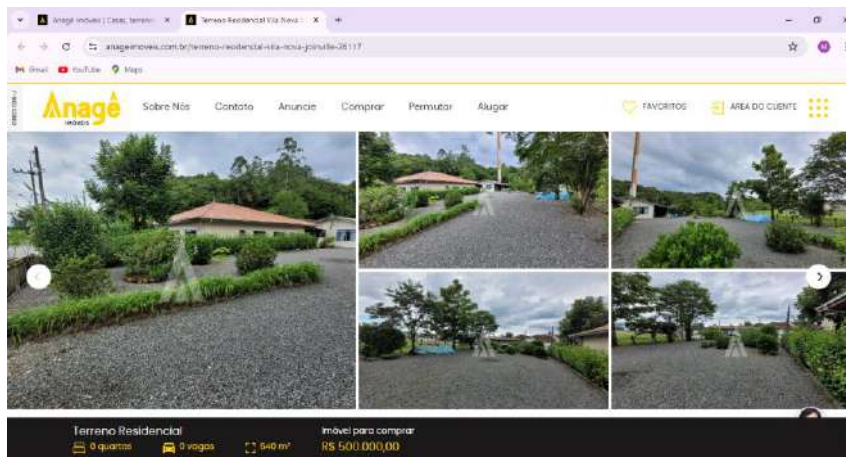 Anagê Imóveis | Casas, terreno
Terreno Residencial Vila Nova
anageimoveis.com.br/terreno-residencial-vila-nova-joinville-26117
Gmail YouTube Maps
Anagê
IMÓVEIS
Sobre Nós Contato Anuncie Comprar Permutar Alugar FAVORITOS ÁREA DO CLIENTE
Terreno Residencial
0 quartos 0 vagas 540 m²
Imóvel para comprar
R$ 500.000,00